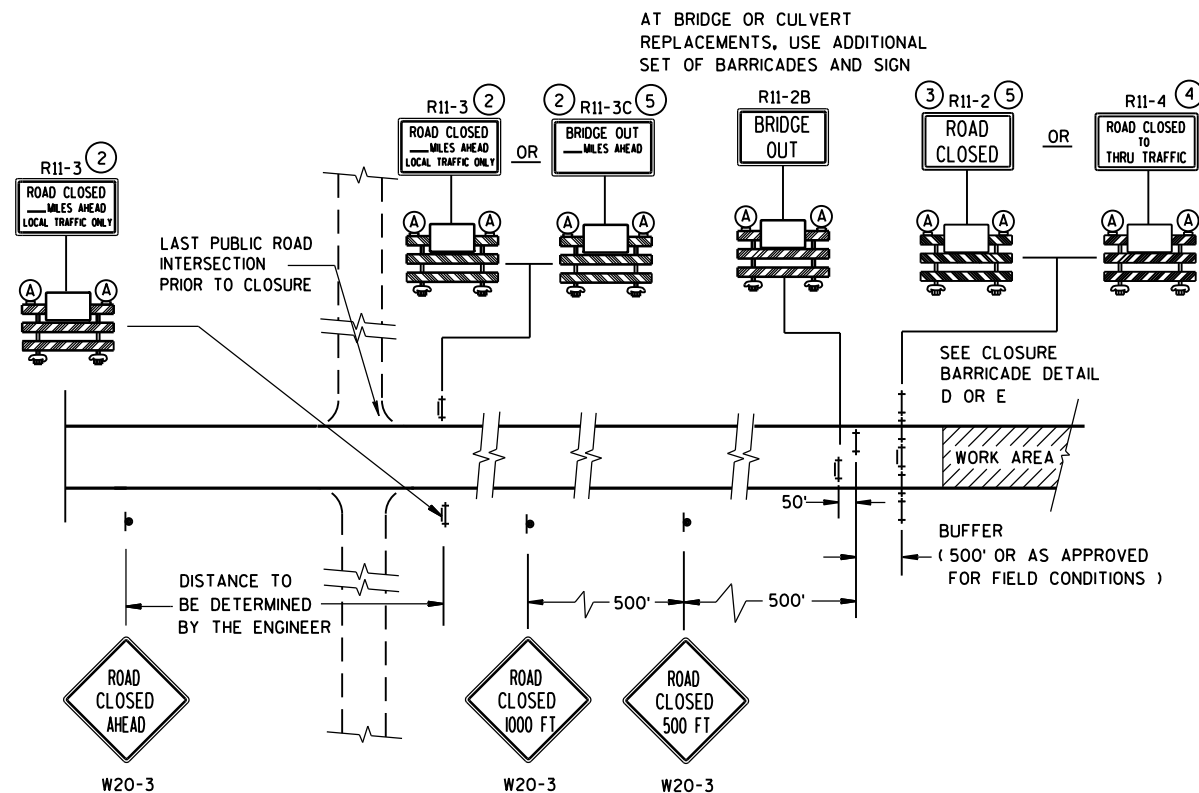 AT BRIDGE OR CULVERT
REPLACEMENTS, USE ADDITIONAL
SET OF BARRICADES AND SIGN
R11-3 2
ROAD CLOSED
MILES AHEAD
LOCAL TRAFFIC ONLY
R11-3 2
ROAD CLOSED
MILES AHEAD
LOCAL TRAFFIC ONLY
OR
2 R11-3C 5
BRIDGE OUT
MILES AHEAD
R11-2B
BRIDGE
OUT
3 R11-2 5
ROAD
CLOSED
OR
R11-4 4
ROAD CLOSED
TO
THRU TRAFFIC
A A
A A
A A
A A
A A
A A
LAST PUBLIC ROAD
INTERSECTION
PRIOR TO CLOSURE
SEE CLOSURE
BARRICADE DETAIL
D OR E
WORK AREA
50'
BUFFER
( 500' OR AS APPROVED
FOR FIELD CONDITIONS )
DISTANCE TO
BE DETERMINED
BY THE ENGINEER
500'
500'
ROAD
CLOSED
AHEAD
W20-3
ROAD
CLOSED
1000 FT
W20-3
ROAD
CLOSED
500 FT
W20-3